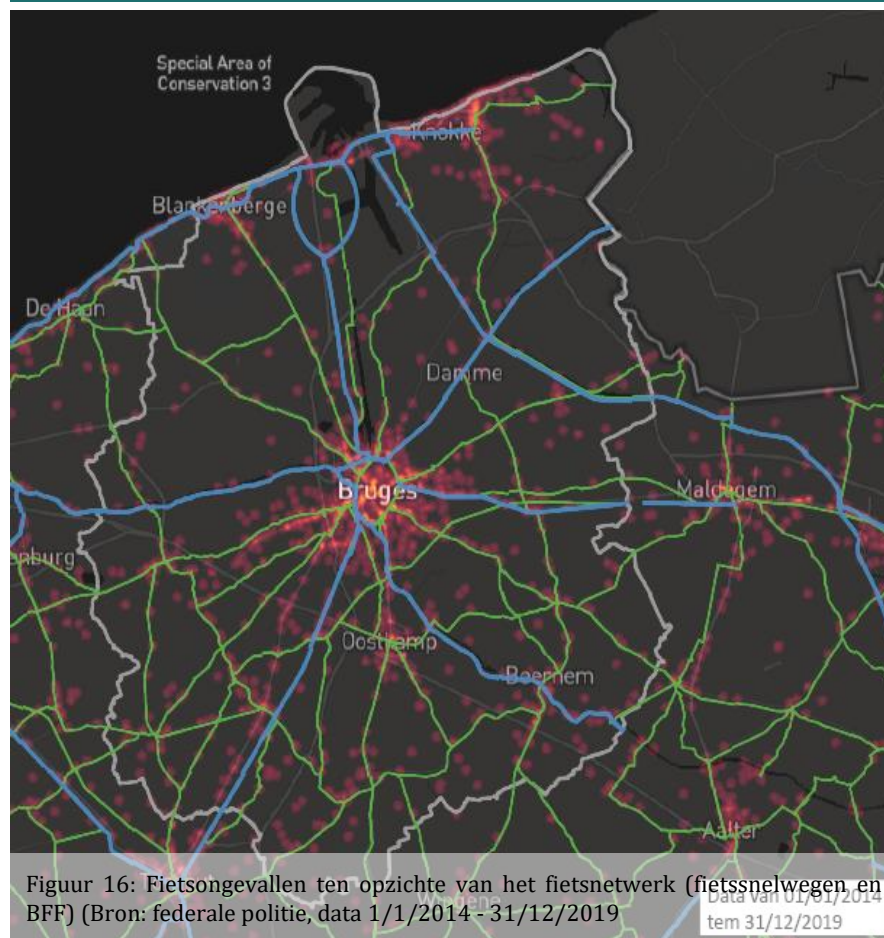 Special Area of
Conservation 3
Knokke
Blankenberge
De Haan
Damme
Bruges
Maldegem
enburg
Oostkamp
Beernem
Aalter
Figuur 16: Fietsongevallen ten opzichte van het fietsnetwerk (fietssnelwegen en
BFF) (Bron: federale politie, data 1/1/2014 - 31/12/2019
Wingene
Data van 01/01/2014
tem 31/12/2019